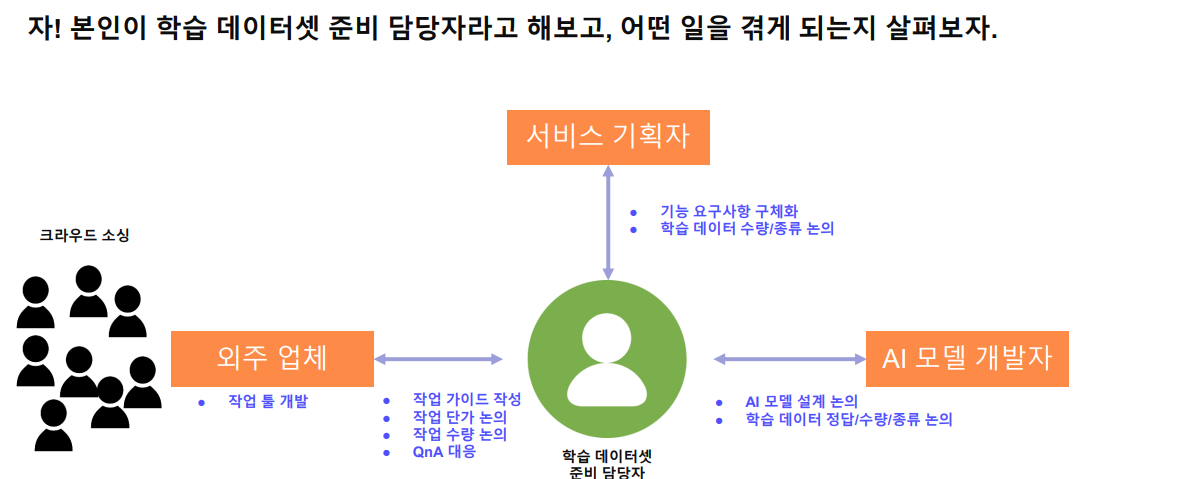 자! 본인이 학습 데이터셋 준비 담당자라고 해보고, 어떤 일을 겪게 되는지 살펴보자.
서비스 기획자
● 기능 요구사항 구체화
● 학습 데이터 수량/종류 논의
크라우드 소싱
외주 업체
● 작업 툴 개발
● 작업 가이드 작성
● 작업 단가 논의
● 작업 수량 논의
● QnA 대응
학습 데이터셋
준비 담당자
AI 모델 개발자
● AI 모델 설계 논의
● 학습 데이터 정답/수량/종류 논의